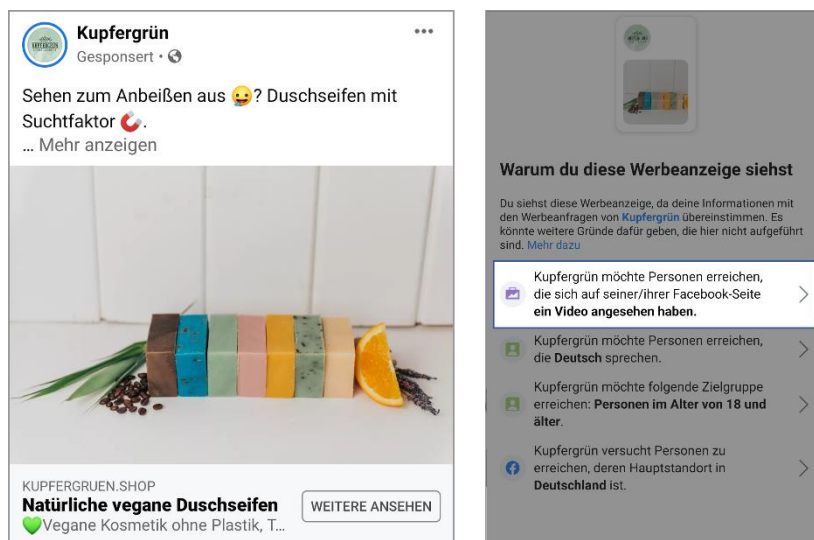 Kupfergrün
Gesponsert •
Sehen zum Anbeißen aus 😜? Duschseifen mit
Suchtfaktor 🧲.
... Mehr anzeigen
KUPFERGRUEN.SHOP
Natürliche vegane Duschseifen
💚Vegane Kosmetik ohne Plastik, T...
WEITERE ANSEHEN
Warum du diese Werbeanzeige siehst
Du siehst diese Werbeanzeige, da deine Informationen mit
den Werbeanfragen von Kupfergrün übereinstimmen. Es
könnte weitere Gründe dafür geben, die hier nicht aufgeführt
sind. Mehr dazu
Kupfergrün möchte Personen erreichen,
die sich auf seiner/ihrer Facebook-Seite
ein Video angesehen haben.
Kupfergrün möchte Personen erreichen,
die Deutsch sprechen.
Kupfergrün möchte folgende Zielgruppe
erreichen: Personen im Alter von 18 und
älter.
Kupfergrün versucht Personen zu
erreichen, deren Hauptstandort in
Deutschland ist.